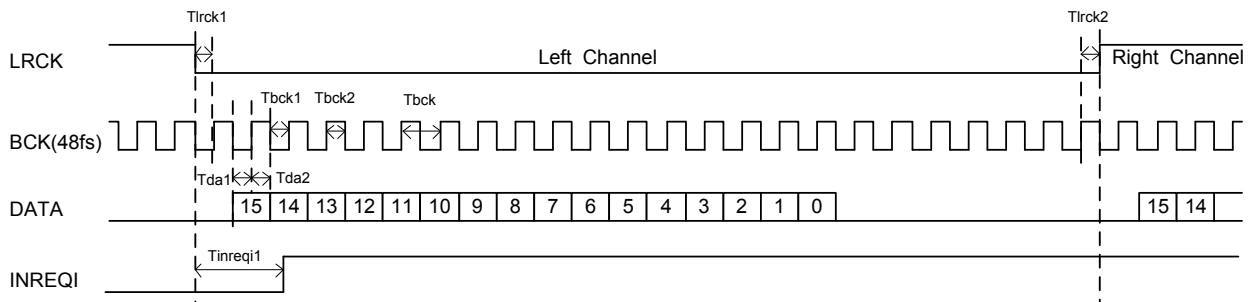 Tlrck1
Tlrck2
LRCK
Left Channel
Right Channel
Tbck1
Tbck2
Tbck
BCK(48fs)
Tda1
Tda2
DATA
15 14 13 12 11 10 9 8 7 6 5 4 3 2 1 0 15 14
Tinreqi1
INREQI